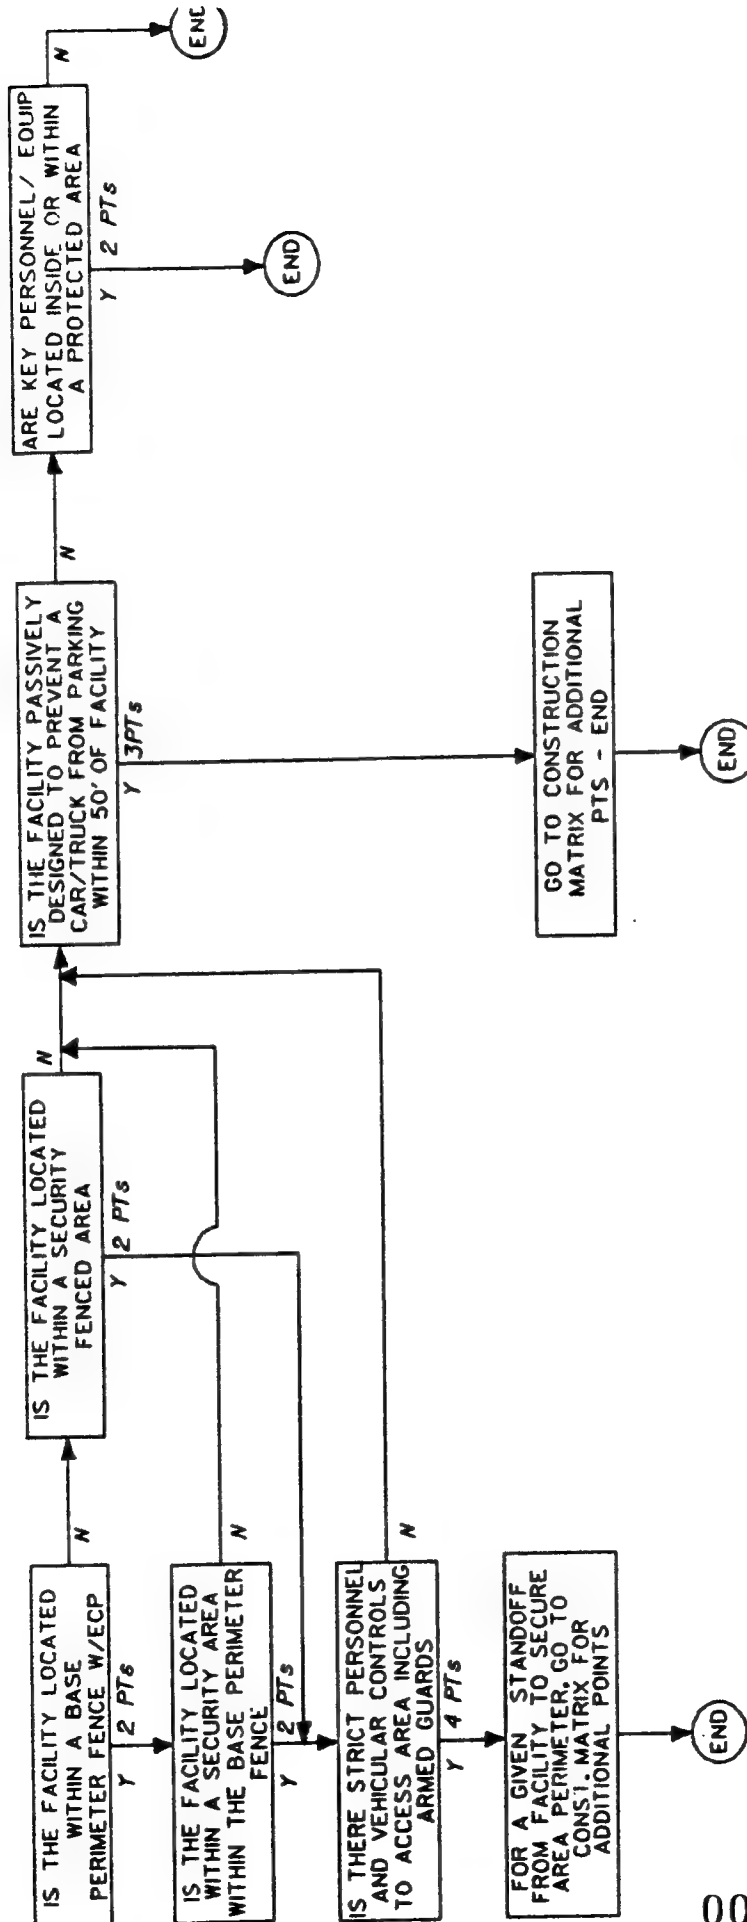 IS THE FACILITY LOCATED
WITHIN A BASE
PERIMETER FENCE W/ECP
N
Y 2 PTs
IS THE FACILITY LOCATED
WITHIN A SECURITY AREA
WITHIN THE BASE PERIMETER
FENCE
N
Y 2 PTs
IS THERE STRICT PERSONNEL
AND VEHICULAR CONTROLS
TO ACCESS AREA INCLUDING
ARMED GUARDS
N
Y 4 PTs
FOR A GIVEN STANDOFF
FROM FACILITY TO SECURE
AREA PERIMETER, GO TO
CONST. MATRIX FOR
ADDITIONAL POINTS
END
IS THE FACILITY LOCATED
WITHIN A SECURITY
FENCED AREA
N
Y 2 PTs
IS THE FACILITY PASSIVELY
DESIGNED TO PREVENT A
CAR/TRUCK FROM PARKING
WITHIN 50' OF FACILITY
N
Y 3PTs
GO TO CONSTRUCTION
MATRIX FOR ADDITIONAL
PTS - END
END
ARE KEY PERSONNEL/ EQUIP
LOCATED INSIDE OR WITHIN
A PROTECTED AREA
N
Y 2 PTs
END
END
00